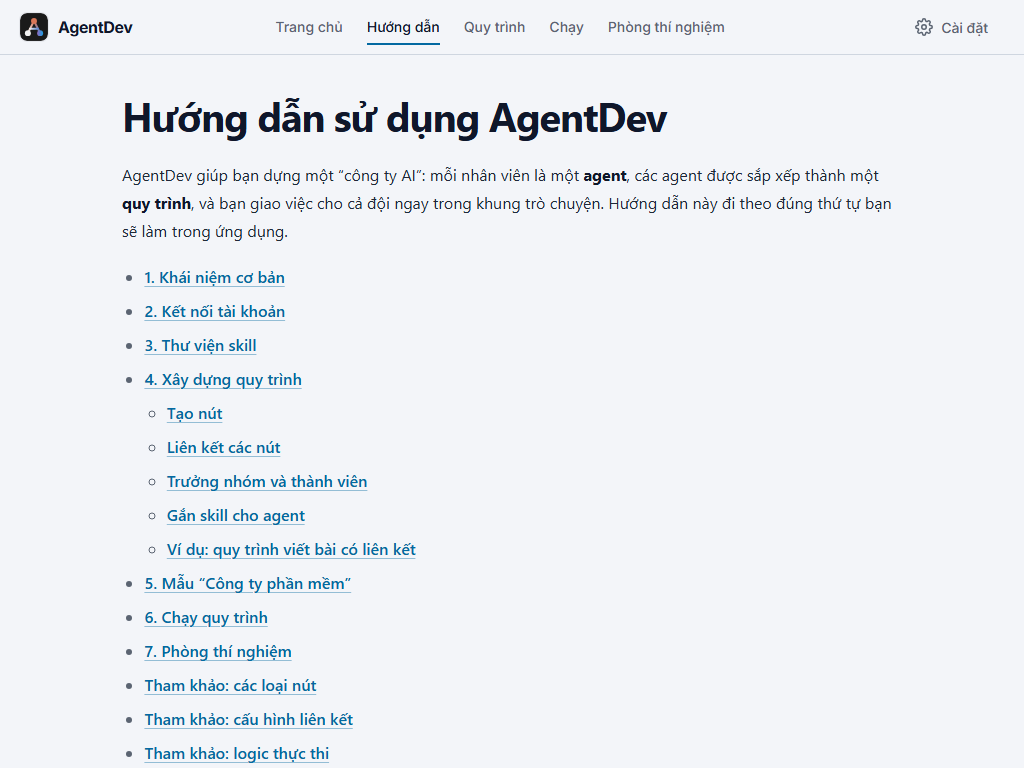 AgentDev
Trang chủ
Hướng dẫn
Quy trình
Chạy
Phòng thí nghiệm
Cài đặt
Hướng dẫn sử dụng AgentDev
AgentDev giúp bạn dựng một “công ty AI”: mỗi nhân viên là một agent, các agent được sắp xếp thành một
quy trình, và bạn giao việc cho cả đội ngay trong khung trò chuyện. Hướng dẫn này đi theo đúng thứ tự bạn
sẽ làm trong ứng dụng.
1. Khái niệm cơ bản
2. Kết nối tài khoản
3. Thư viện skill
4. Xây dựng quy trình
Tạo nút
Liên kết các nút
Trưởng nhóm và thành viên
Gắn skill cho agent
Ví dụ: quy trình viết bài có liên kết
5. Mẫu “Công ty phần mềm”
6. Chạy quy trình
7. Phòng thí nghiệm
Tham khảo: các loại nút
Tham khảo: cấu hình liên kết
Tham khảo: logic thực thi